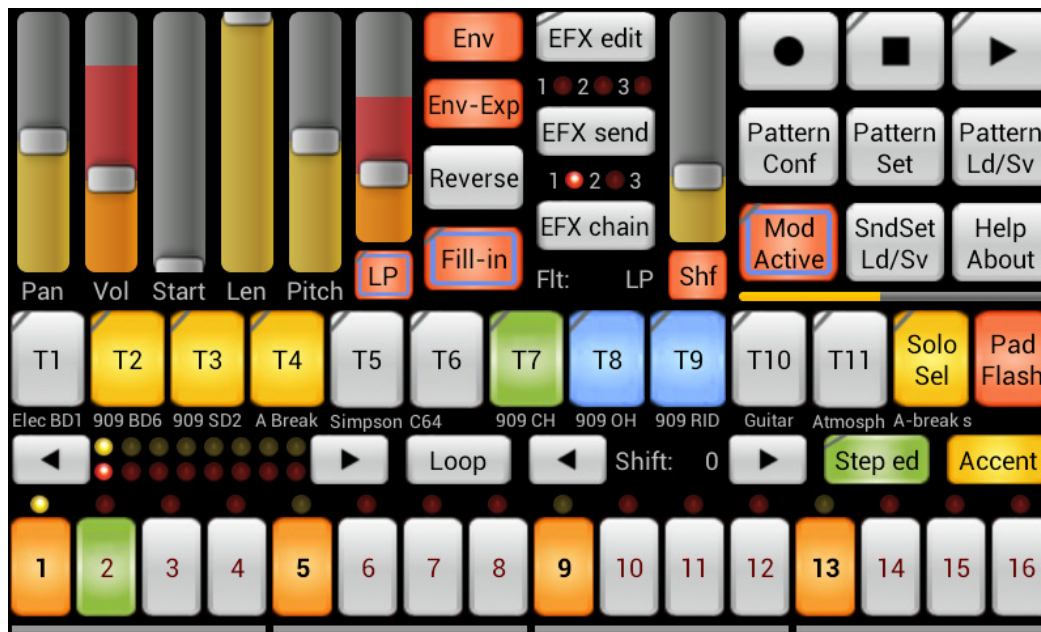 Env
EFX edit
1 2 3
Env-Exp
EFX send
Pattern Conf
Pattern Set
Pattern Ld/Sv
Reverse
1 2 3
EFX chain
Mod Active
SndSet Ld/Sv
Help About
Fill-in
LP
Flt: LP
Shf
Pan Vol Start Len Pitch
T1 T2 T3 T4 T5 T6 T7 T8 T9 T10 T11
Solo Sel
Pad Flash
Elec BD1 909 BD6 909 SD2 A Break Simpson C64 909 CH 909 OH 909 RID Guitar Atmosph A-break s
Loop
Shift: 0
Step ed
Accent
1 2 3 4 5 6 7 8 9 10 11 12 13 14 15 16